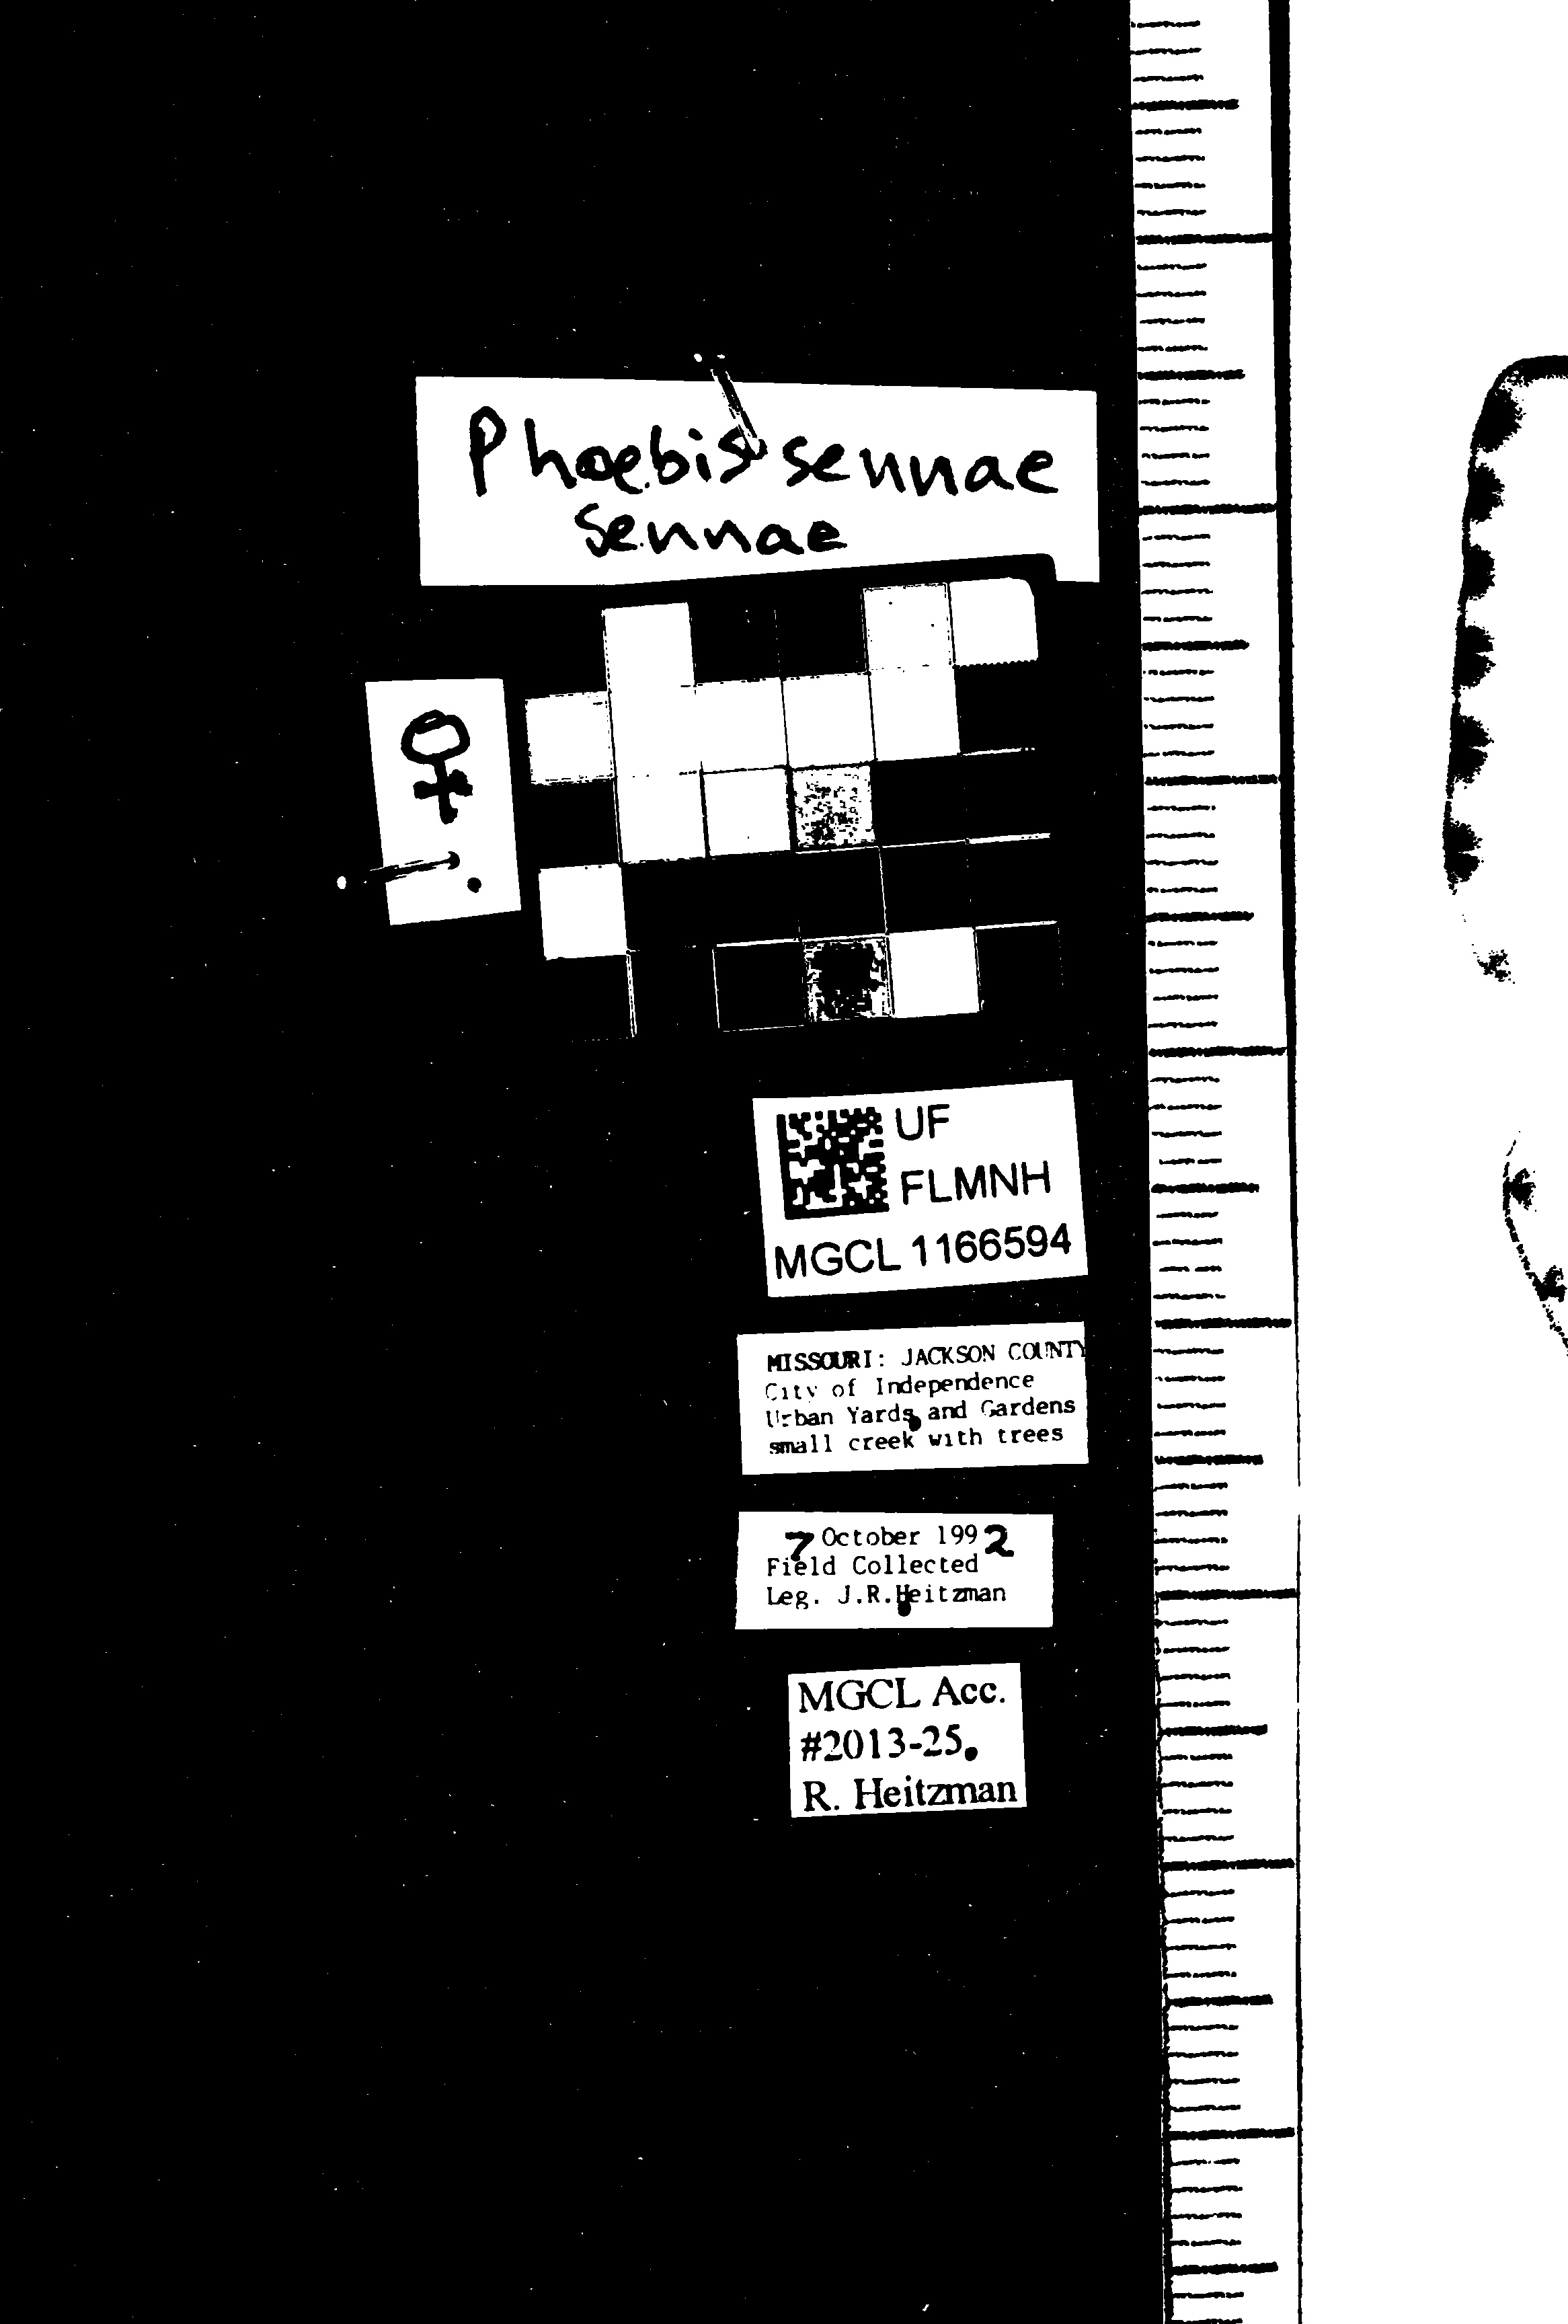 Phoebis sennae
sennae
♀
UF
FLMNH
MGCL 1166594
MISSOURI: JACKSON COUNTY
City of Independence
Urban Yards and Gardens
small creek with trees
7 October 1992
Field Collected
Leg. J.R.Heitzman
MGCL Acc.
#2013-25
R. Heitzman